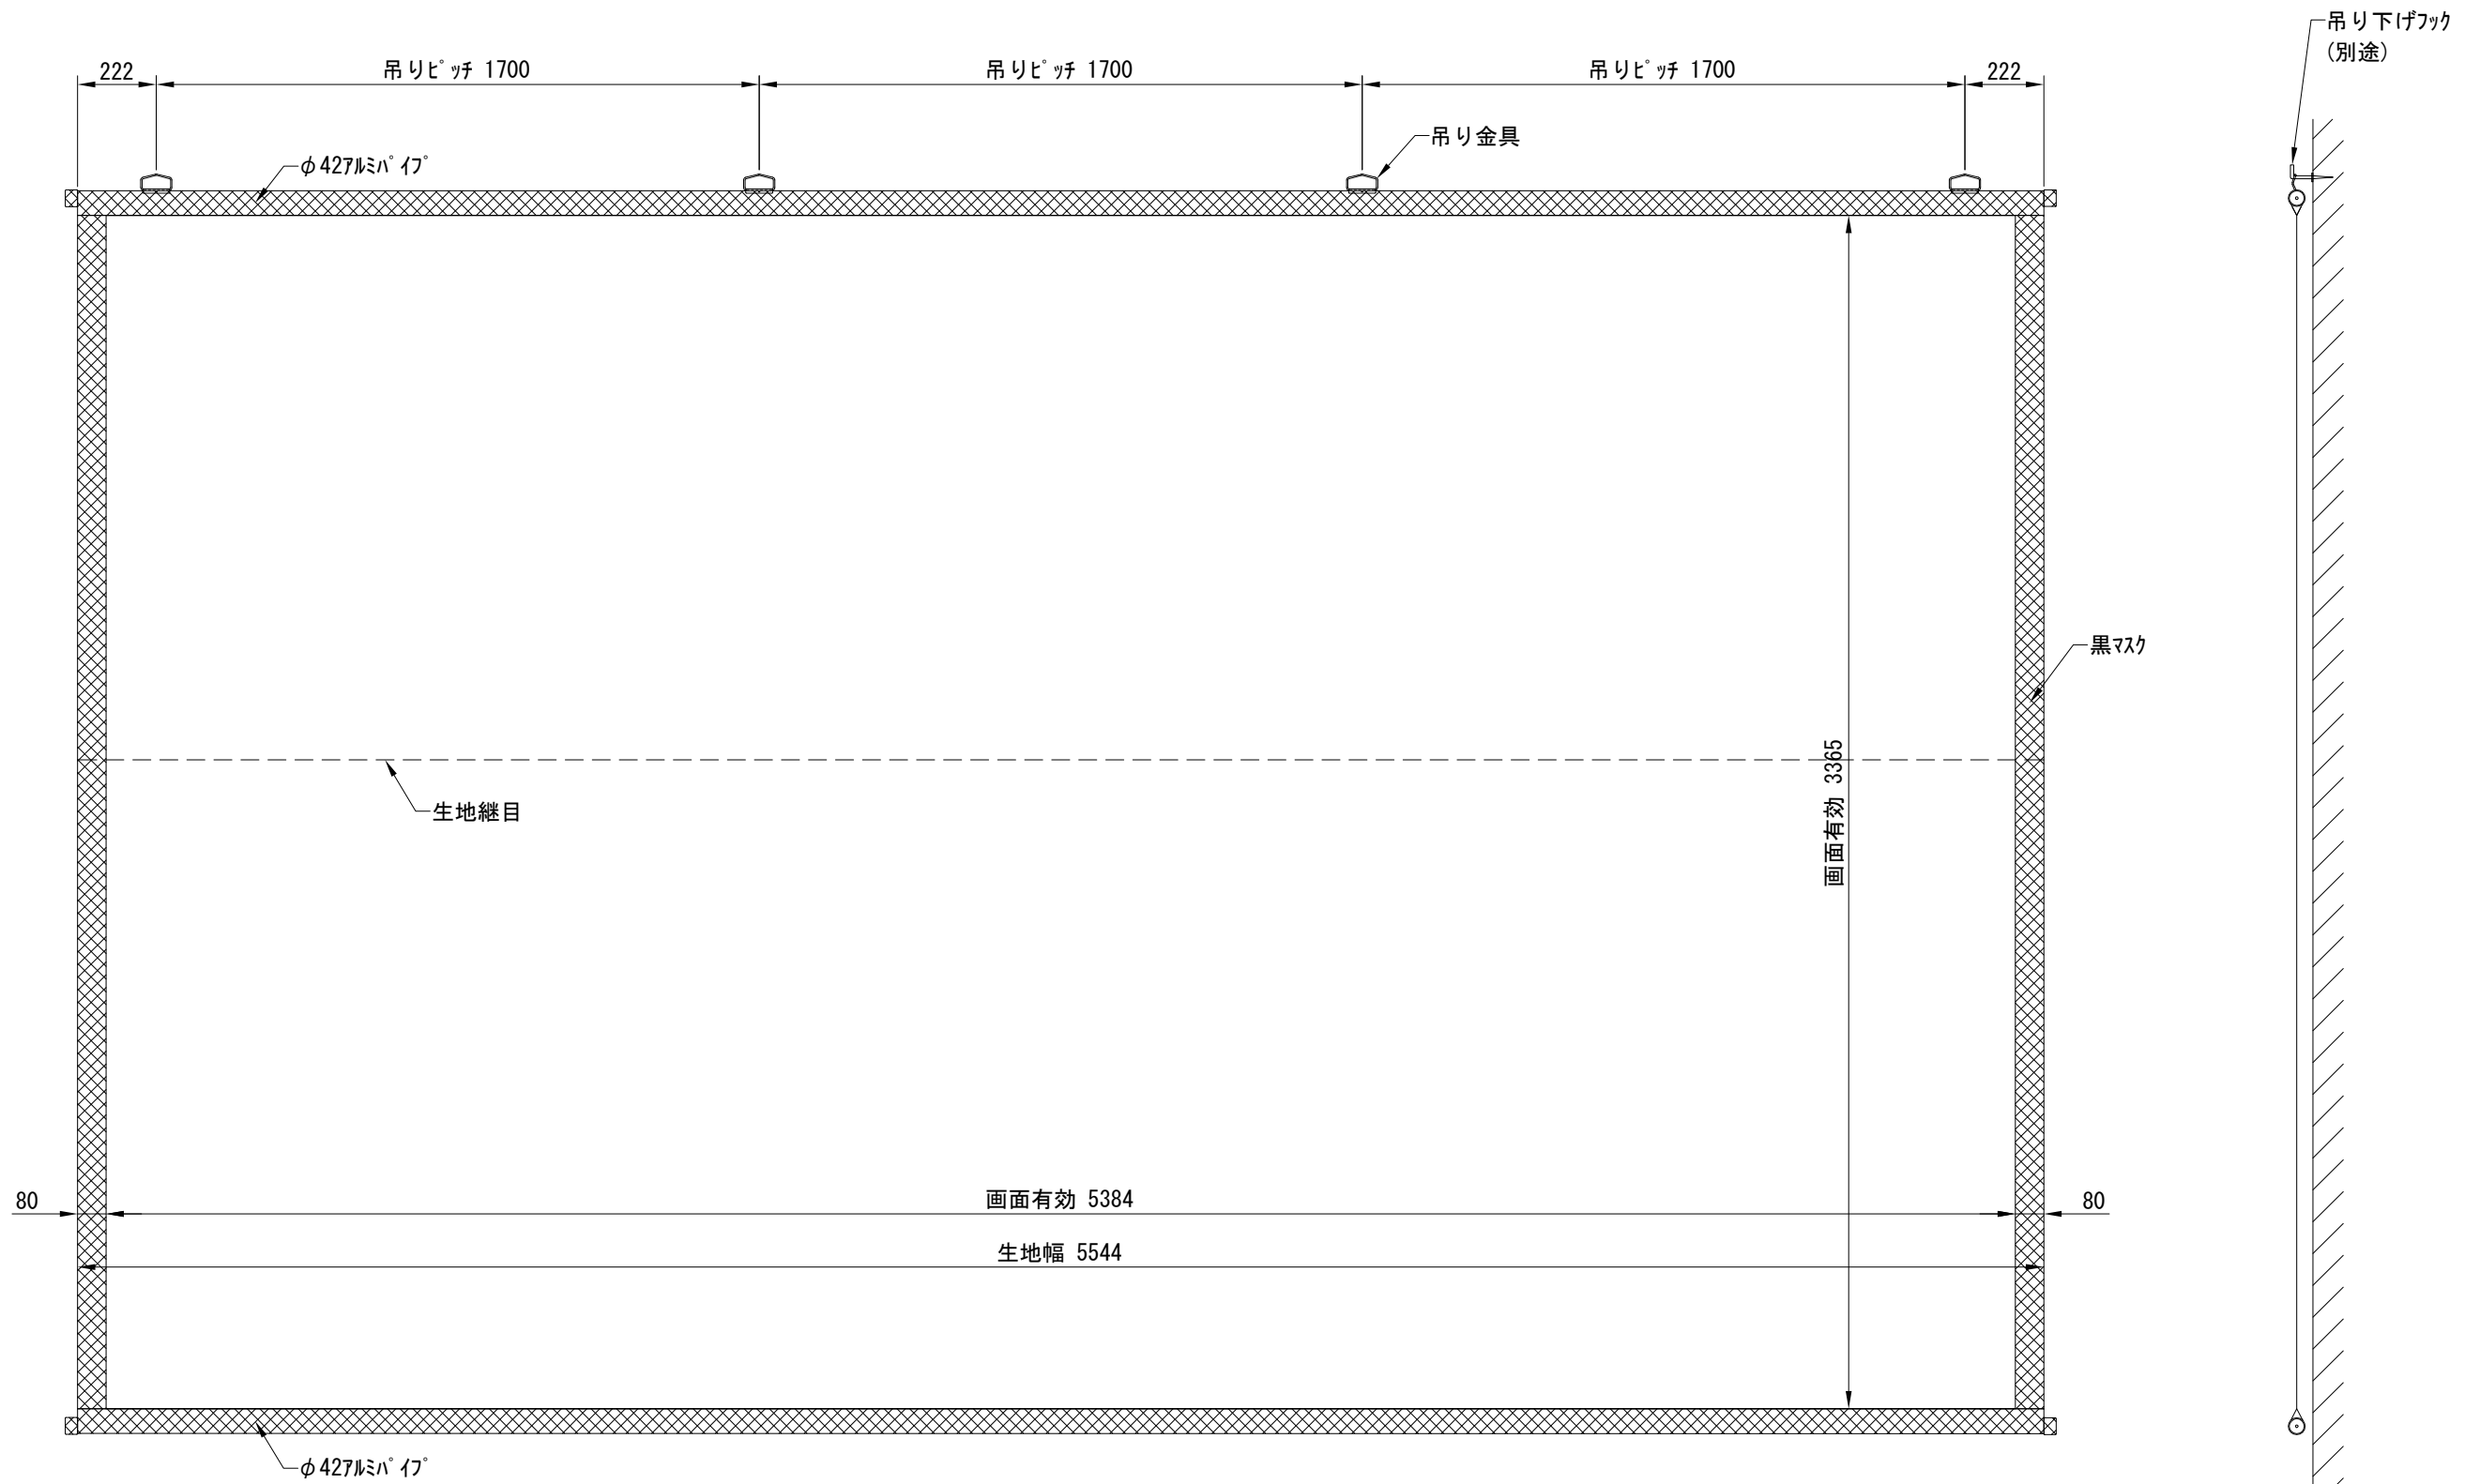 吊り下げﾌｯｸ
(別途)
222
吊りﾋﾟｯﾁ 1700
吊りﾋﾟｯﾁ 1700
吊りﾋﾟｯﾁ 1700
222
吊り金具
φ42ｱﾙﾐﾊﾟｲﾌﾟ
黒ﾏｽｸ
画面有効 3365
生地継目
80
画面有効 5384
80
生地幅 5544
φ42ｱﾙﾐﾊﾟｲﾌﾟ